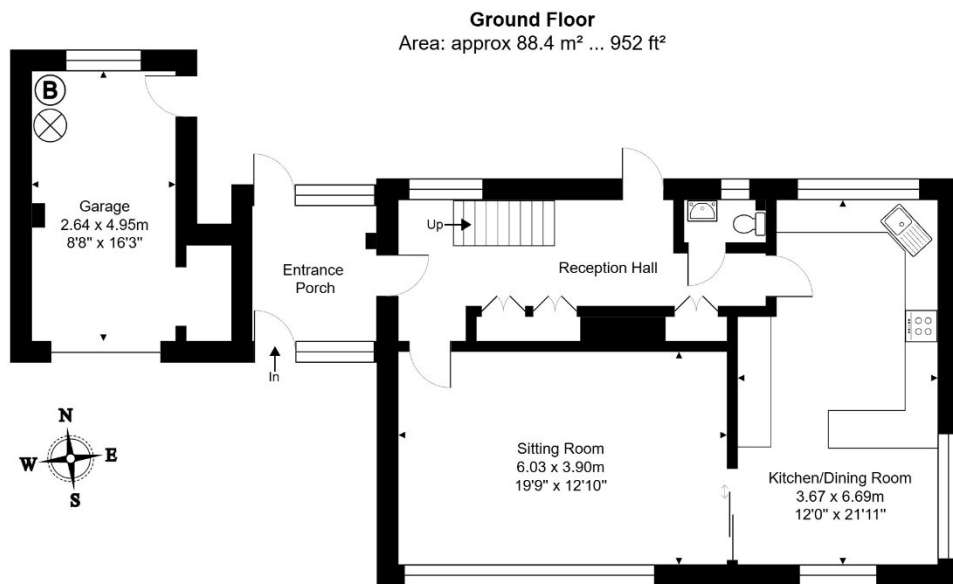 Ground Floor
Area: approx 88.4 m² ... 952 ft²
B
Garage
2.64 x 4.95m
8'8" x 16'3"
Entrance
Porch
In
Up
Reception Hall
Sitting Room
6.03 x 3.90m
19'9" x 12'10"
Kitchen/Dining Room
3.67 x 6.69m
12'0" x 21'11"
N
W
E
S